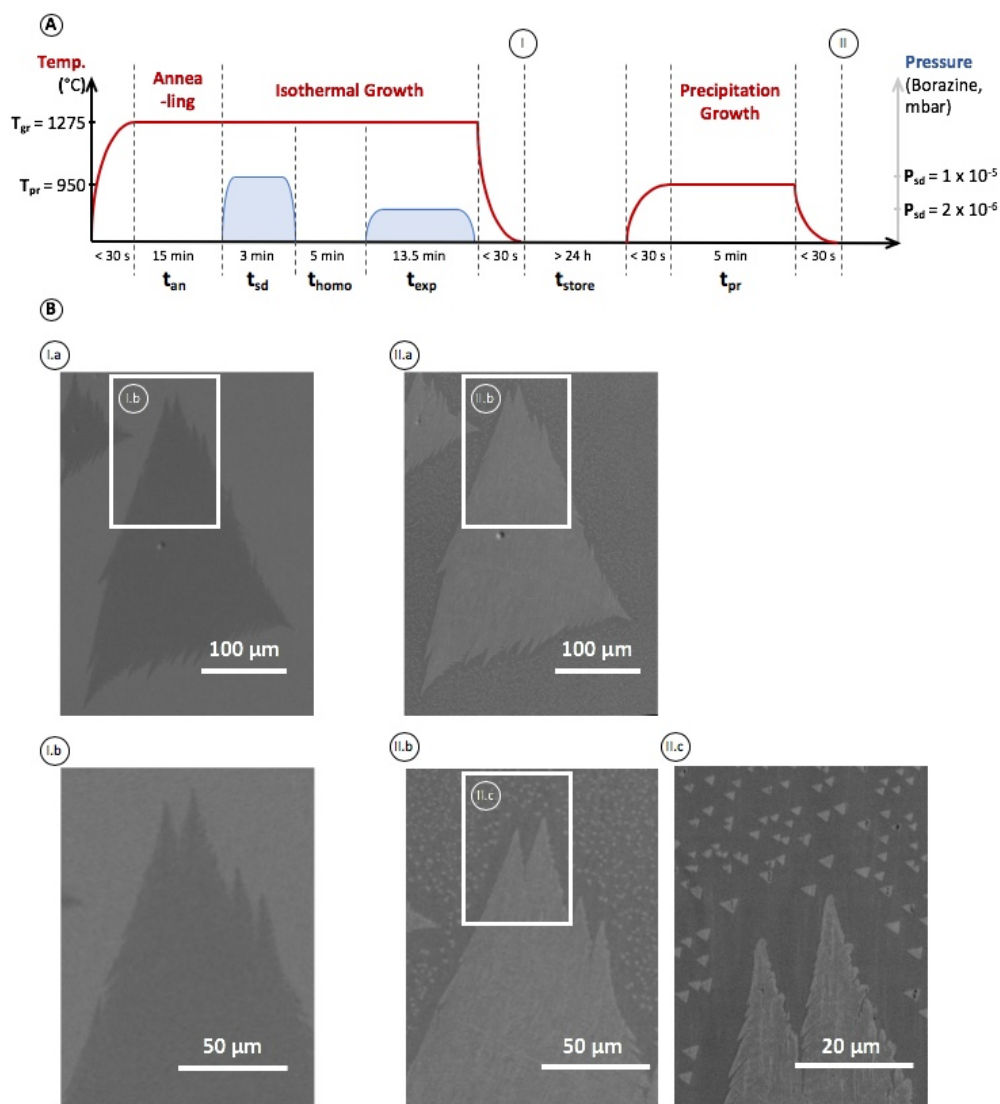 A
I
II
Temp.
(°C)
Annea
-ling
Isothermal Growth
Precipitation
Growth
Pressure
(Borazine,
mbar)
Tgr = 1275
Tpr = 950
Psd = 1 x 10⁻⁵
Psd = 2 x 10⁻⁶
< 30 s 15 min 3 min 5 min 13.5 min < 30 s > 24 h < 30 s 5 min < 30 s
tan tsd thomo texp tstore tpr
B
I.a
II.a
I.b
II.b
100 µm
100 µm
I.b
II.b
II.c
II.c
50 µm
50 µm
20 µm